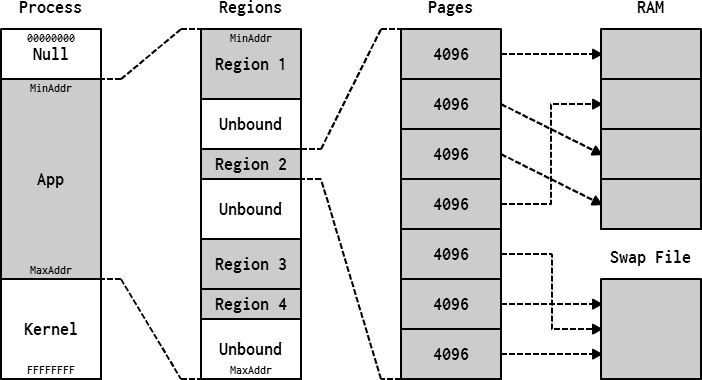 Process
00000000
Null
MinAddr
App
MaxAddr
Kernel
FFFFFFFF
Regions
MinAddr
Region 1
Unbound
Region 2
Unbound
Region 3
Region 4
Unbound
MaxAddr
Pages
4096
4096
4096
4096
4096
4096
4096
RAM
Swap File